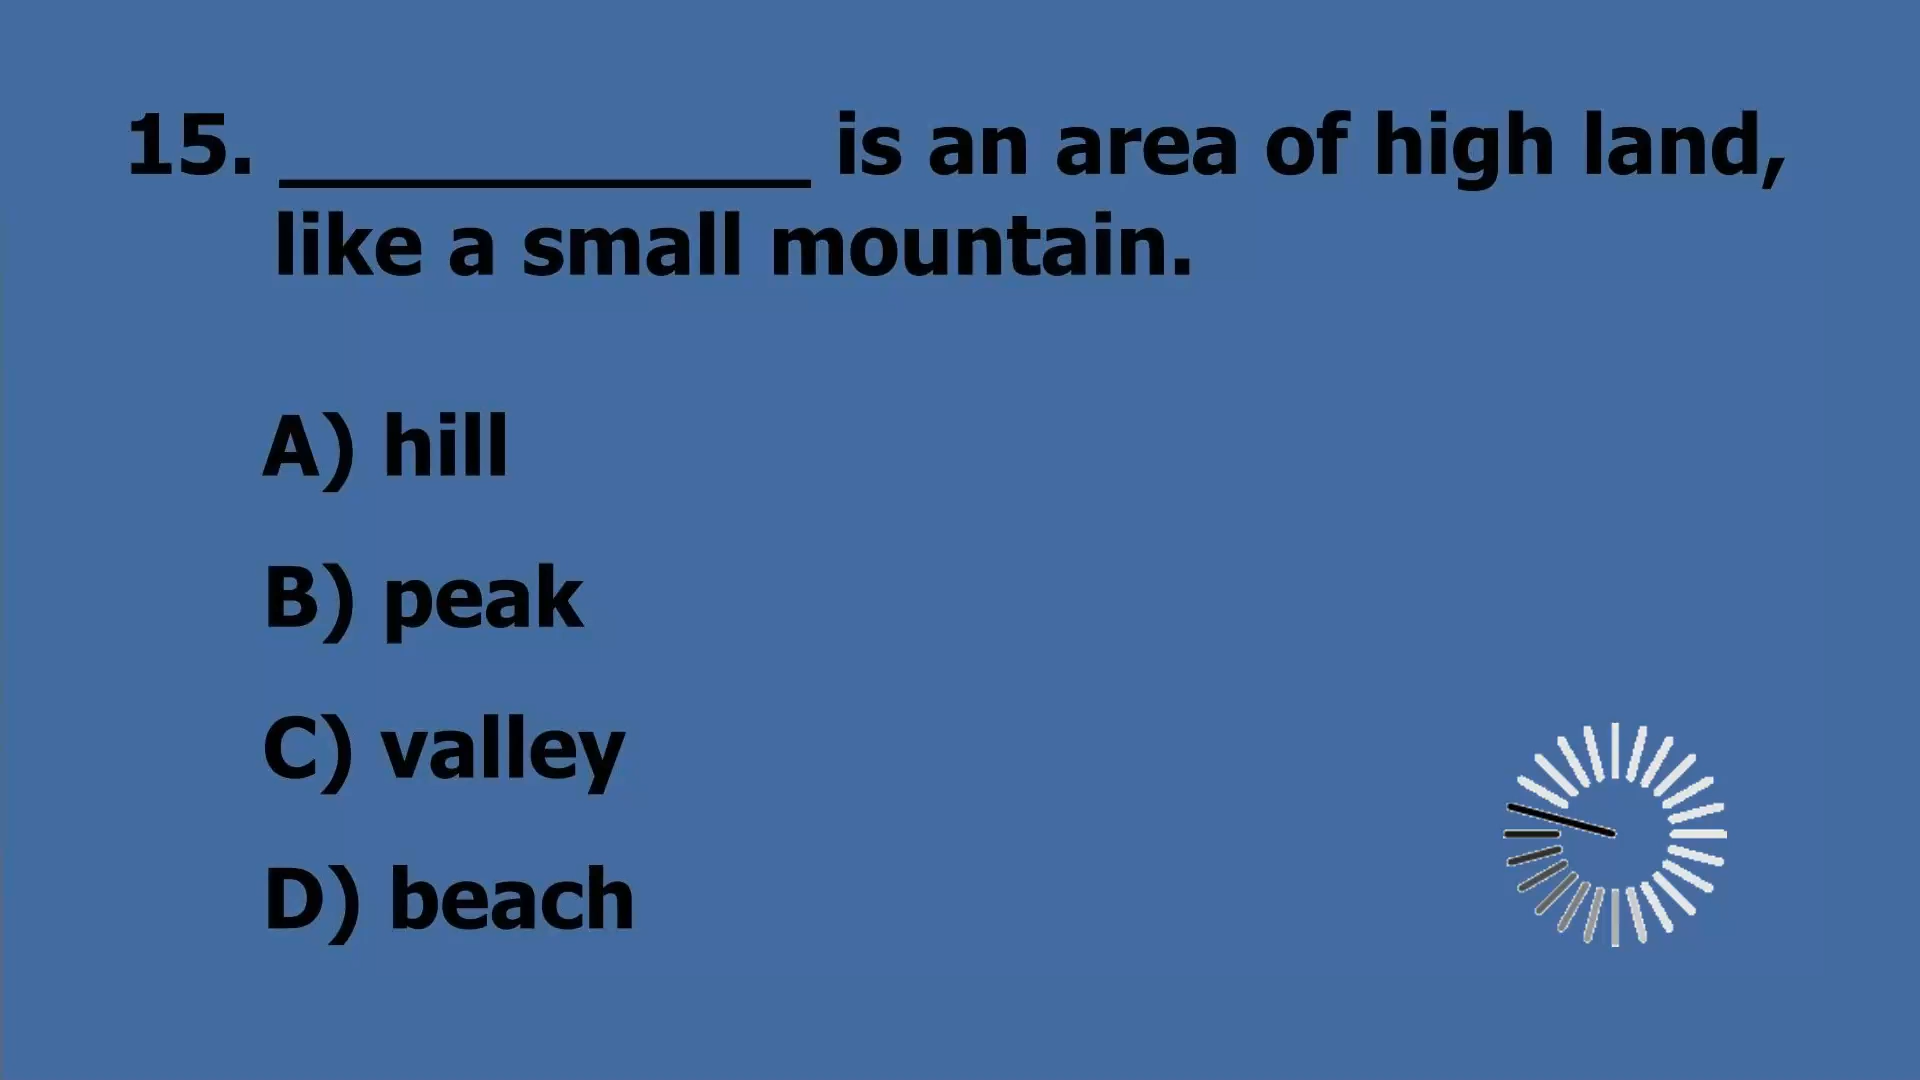 15. ____________ is an area of high land,
like a small mountain.
A) hill
B) peak
C) valley
D) beach